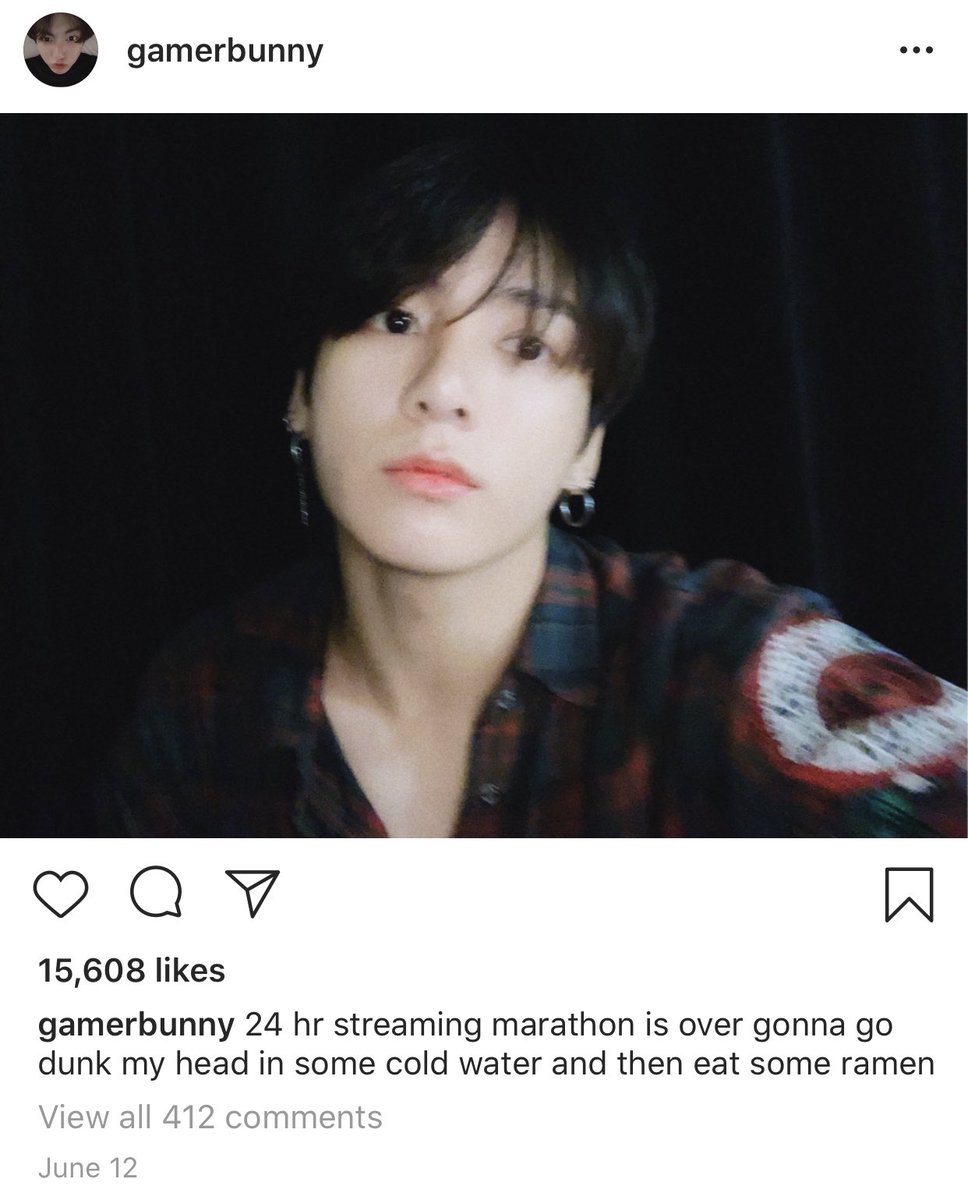 gamerbunny
15,608 likes
gamerbunny 24 hr streaming marathon is over gonna go
dunk my head in some cold water and then eat some ramen
View all 412 comments
June 12